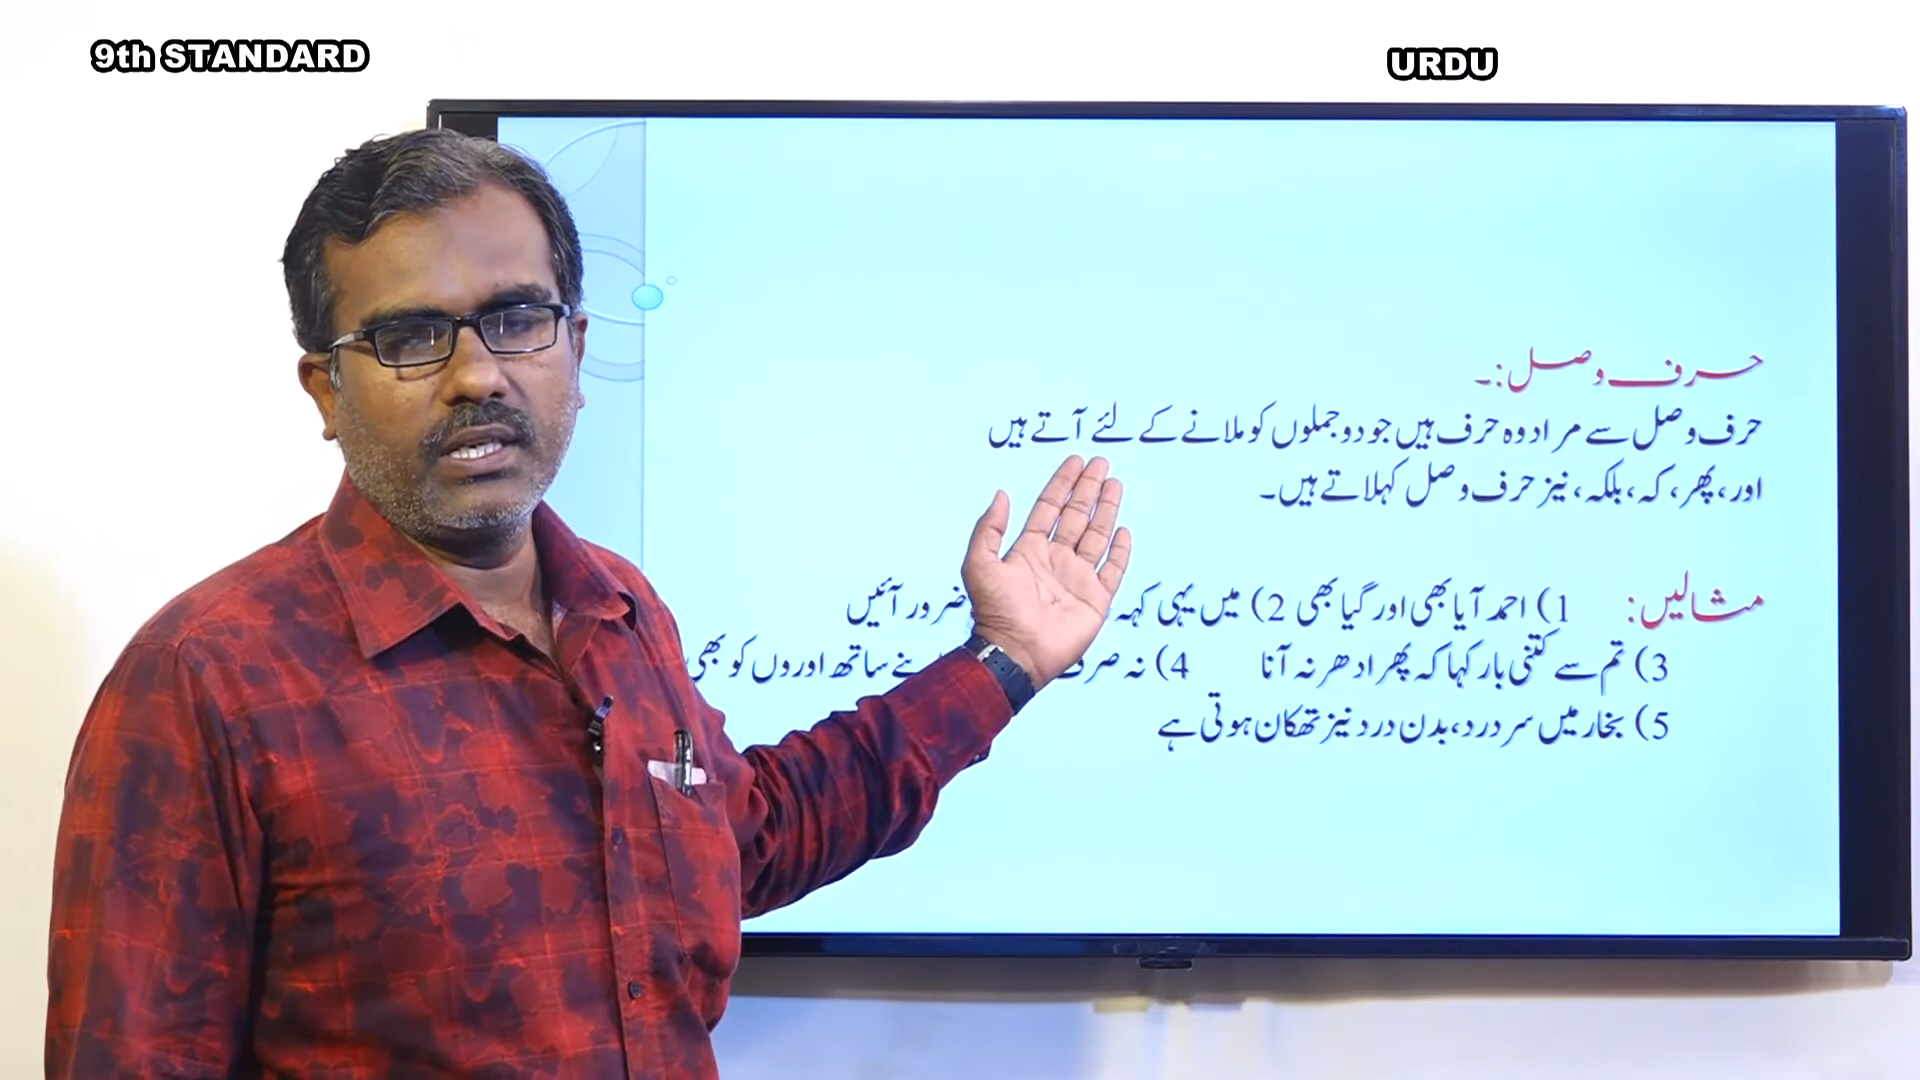 9th STANDARD
URDU
حرف وصل:۔
حرف وصل سے مراد وہ حرف ہیں جو دو جملوں کو ملانے کے لئے آتے ہیں
اور، پھر، کہ، بلکہ، نیز حرف وصل کہلاتے ہیں۔
مثالیں: 1) احمد آیا بھی اور گیا بھی 2) میں یہی کہہ ضرور آئیں
3) تم سے کتنی بار کہا کہ پھر ادھر نہ آنا 4) نہ صرف ساتھ اوروں کو بھی
5) بخار میں سر درد، بدن درد نیز تھکان ہوتی ہے